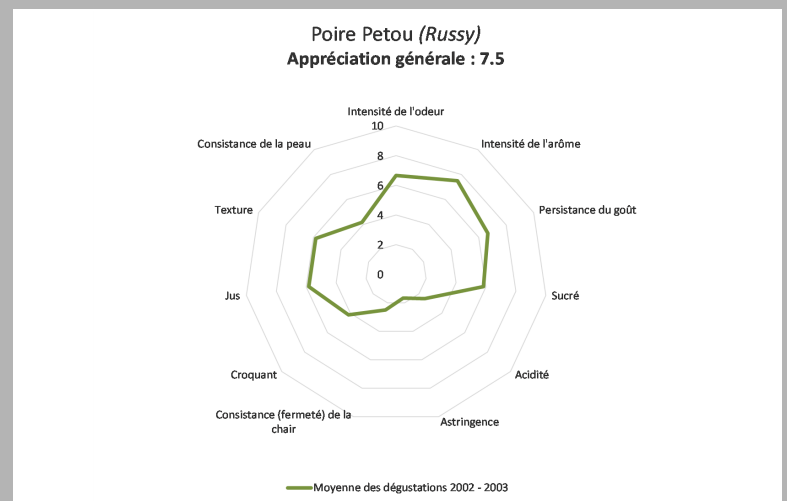 Poire Petou (Russy)
Appréciation générale : 7.5
Intensité de l'odeur
10
Consistance de la peau
Intensité de l'arôme
8
6
Texture
Persistance du goût
4
2
0
Jus
Sucré
Croquant
Acidité
Consistance (fermeté) de la
chair
Astringence
Moyenne des dégustations 2002 - 2003